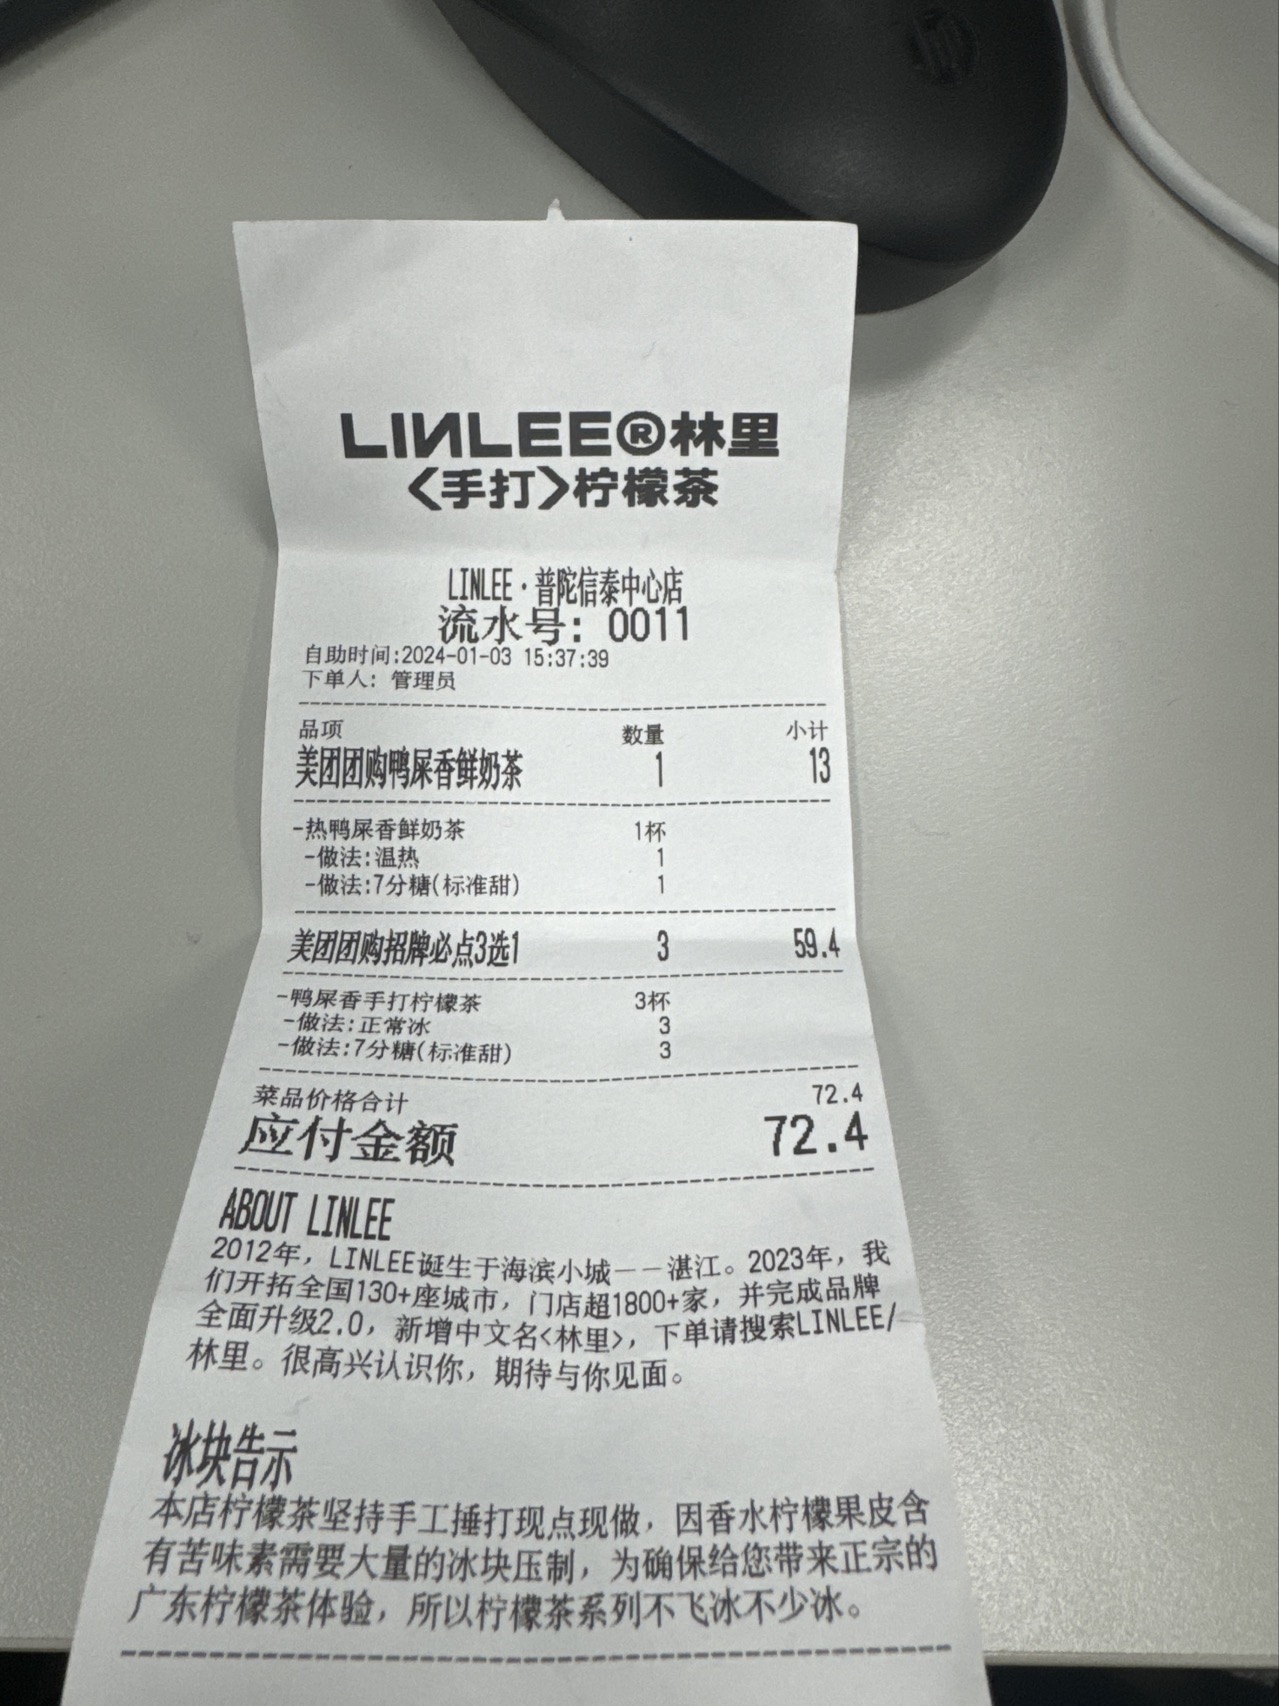 LINLEE®林里
<手打>柠檬茶
LINLEE·普陀信泰中心店
流水号: 0011
自助时间:2024-01-03 15:37:39
下单人: 管理员
品项 数量 小计
美团团购鸭屎香鲜奶茶 1 13
-热鸭屎香鲜奶茶 1杯
-做法:温热 1
-做法:7分糖(标准甜) 1
美团团购招牌必点3选1 3 59.4
-鸭屎香手打柠檬茶 3杯
-做法:正常冰 3
-做法:7分糖(标准甜) 3
菜品价格合计 72.4
应付金额 72.4
ABOUT LINLEE
2012年，LINLEE诞生于海滨小城——湛江。2023年，我
们开拓全国130+座城市，门店超1800+家，并完成品牌
全面升级2.0，新增中文名<林里>，下单请搜索LINLEE/
林里。很高兴认识你，期待与你见面。
冰块告示
本店柠檬茶坚持手工捶打现点现做，因香水柠檬果皮含
有苦味素需要大量的冰块压制，为确保给您带来正宗的
广东柠檬茶体验，所以柠檬茶系列不飞冰不少冰。